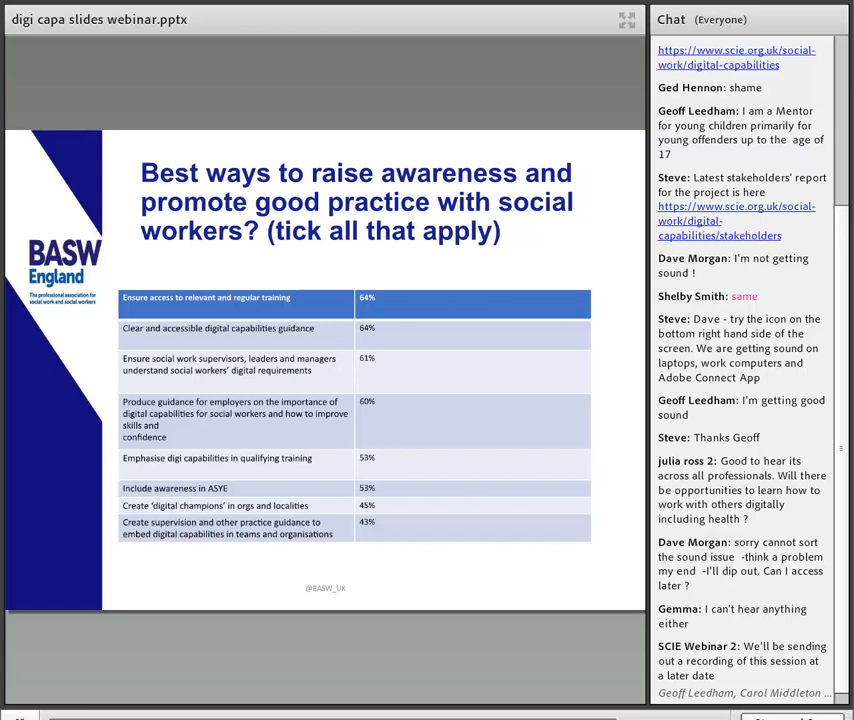 digi capa slides webinar.pptx
Best ways to raise awareness and
promote good practice with social
workers? (tick all that apply)
BASW
England
The professional association for
social work and social workers
Ensure access to relevant and regular training 64%
Clear and accessible digital capabilities guidance 64%
Ensure social work supervisors, leaders and managers 61%
understand social workers' digital requirements
Produce guidance for employers on the importance of 60%
digital capabilities for social workers and how to improve
skills and
confidence
Emphasise digi capabilities in qualifying training 53%
Include awareness in ASYE 53%
Create 'digital champions' in orgs and localities 45%
Create supervision and other practice guidance to 43%
embed digital capabilities in teams and organisations
@BASW_UK
Chat (Everyone)
https://www.scie.org.uk/social-
work/digital-capabilities
Ged Hennon: shame
Geoff Leedham: I am a Mentor
for young children primarily for
young offenders up to the age of
17
Steve: Latest stakeholders' report
for the project is here
https://www.scie.org.uk/social-
work/digital-
capabilities/stakeholders
Dave Morgan: I'm not getting
sound !
Shelby Smith: same
Steve: Dave - try the icon on the
bottom right hand side of the
screen. We are getting sound on
laptops, work computers and
Adobe Connect App
Geoff Leedham: I'm getting good
sound
Steve: Thanks Geoff
julia ross 2: Good to hear its
across all professionals. Will there
be opportunities to learn how to
work with others digitally
including health ?
Dave Morgan: sorry cannot sort
the sound issue -think a problem
my end -I'll dip out. Can I access
later ?
Gemma: I can't hear anything
either
SCIE Webinar 2: We'll be sending
out a recording of this session at
a later date
Geoff Leedham, Carol Middleton ...